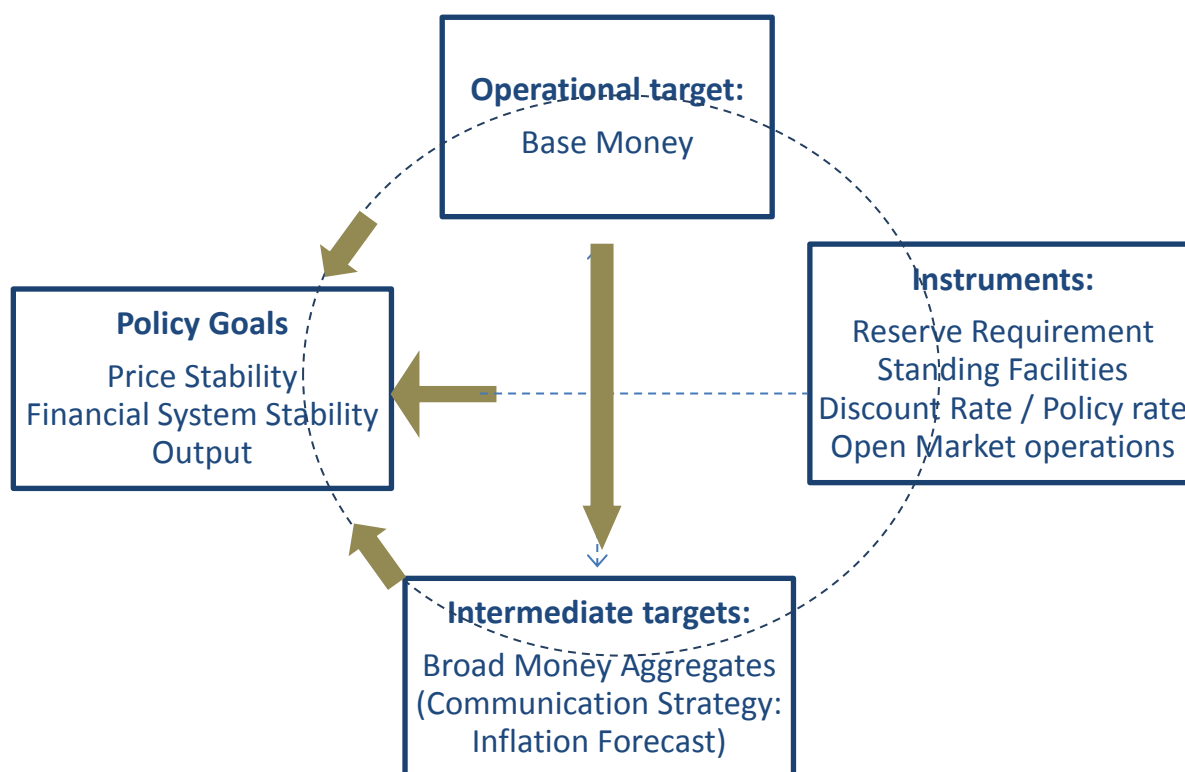 Operational target:
Base Money
Instruments:
Reserve Requirement
Standing Facilities
Discount Rate / Policy rate
Open Market operations
Policy Goals
Price Stability
Financial System Stability
Output
Intermediate targets:
Broad Money Aggregates
(Communication Strategy:
Inflation Forecast)